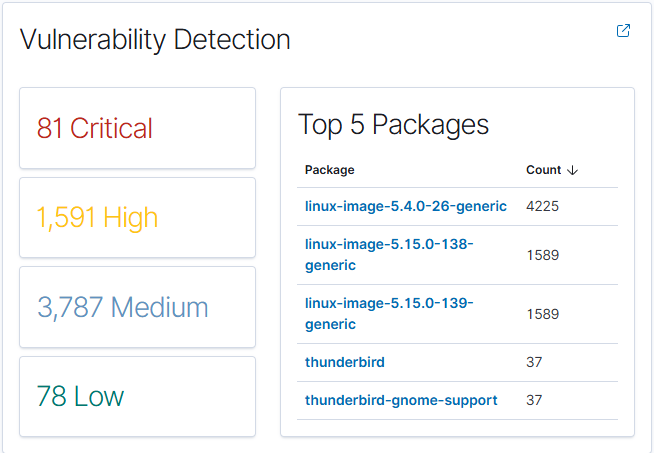 Vulnerability Detection
81 Critical
1,591 High
3,787 Medium
78 Low
Top 5 Packages
Package Count
linux-image-5.4.0-26-generic 4225
linux-image-5.15.0-138-
generic 1589
linux-image-5.15.0-139-
generic 1589
thunderbird 37
thunderbird-gnome-support 37